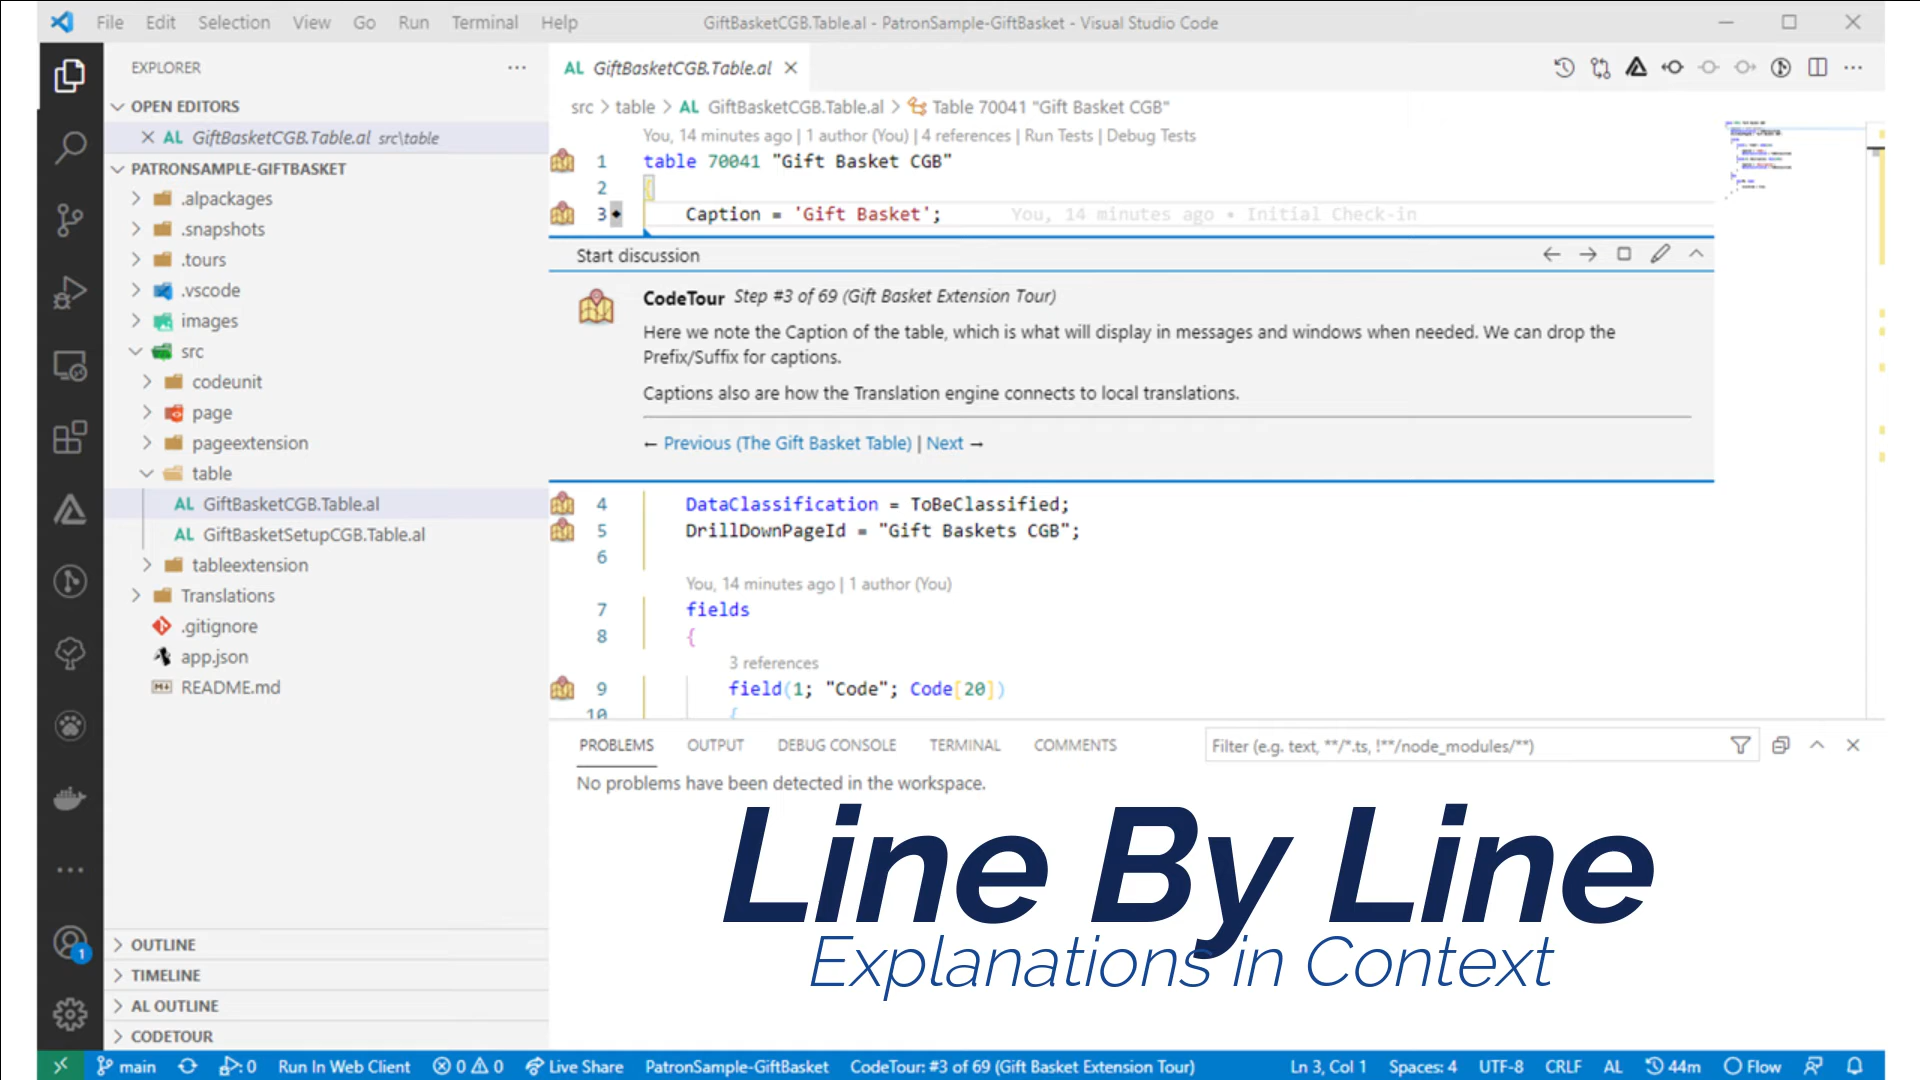 File Edit Selection View Go Run Terminal Help GiftBasketCGB.Table.al - PatronSample-GiftBasket - Visual Studio Code
EXPLORER
OPEN EDITORS
AL GiftBasketCGB.Table.al src\table
PATRONSAMPLE-GIFTBASKET
.alpackages
.snapshots
.tours
.vscode
images
src
codeunit
page
pageextension
table
AL GiftBasketCGB.Table.al
AL GiftBasketSetupCGB.Table.al
tableextension
Translations
.gitignore
app.json
README.md
OUTLINE
TIMELINE
AL OUTLINE
CODETOUR
1
AL GiftBasketCGB.Table.al
src > table > AL GiftBasketCGB.Table.al > Table 70041 "Gift Basket CGB"
You, 14 minutes ago | 1 author (You) | 4 references | Run Tests | Debug Tests
1 table 70041 "Gift Basket CGB"
2 {
3 Caption = 'Gift Basket'; You, 14 minutes ago • Initial Check-in
Start discussion
CodeTour Step #3 of 69 (Gift Basket Extension Tour)
Here we note the Caption of the table, which is what will display in messages and windows when needed. We can drop the
Prefix/Suffix for captions.
Captions also are how the Translation engine connects to local translations.
← Previous (The Gift Basket Table) | Next →
4 DataClassification = ToBeClassified;
5 DrillDownPageId = "Gift Baskets CGB";
6
You, 14 minutes ago | 1 author (You)
7 fields
8 {
3 references
9 field(1; "Code"; Code[20])
10 {
PROBLEMS OUTPUT DEBUG CONSOLE TERMINAL COMMENTS Filter (e.g. text, **/*.ts, !**/node_modules/**)
No problems have been detected in the workspace.
Line By Line
Explanations in Context
main 0 Run In Web Client 0 0 Live Share PatronSample-GiftBasket CodeTour: #3 of 69 (Gift Basket Extension Tour) Ln 3, Col 1 Spaces: 4 UTF-8 CRLF AL 44m Flow